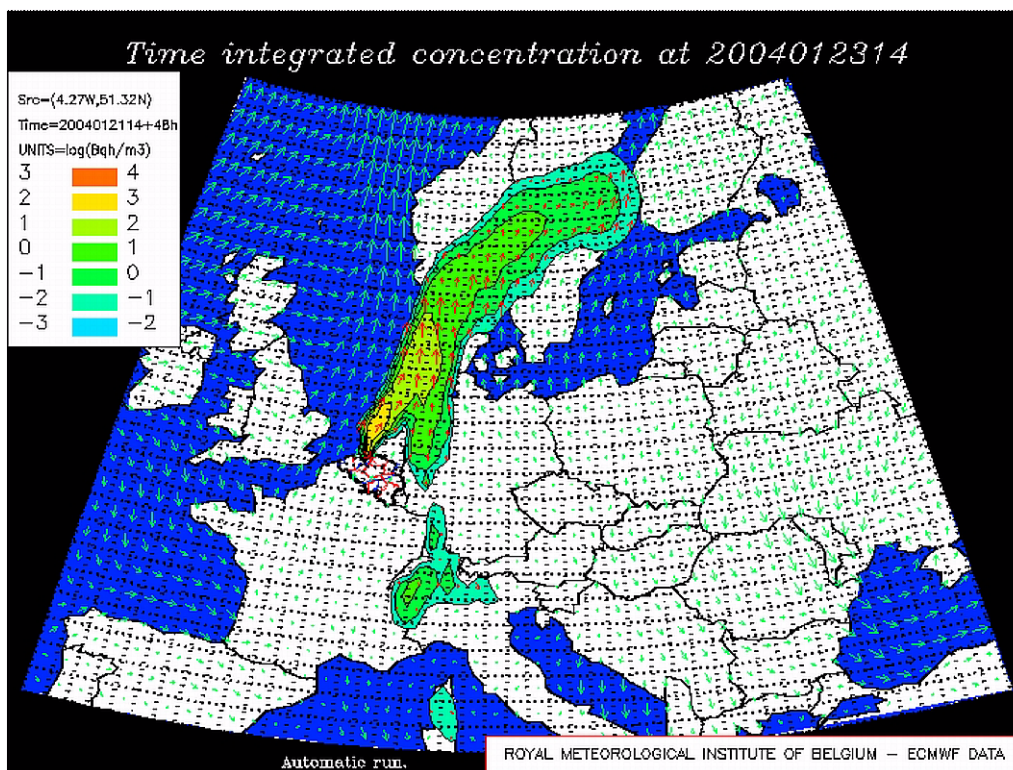 Time integrated concentration at 2004012314
Src=(4.27W,51.32N)
Time=2004012114+48h
UNITS=log(Bqh/m3)
3 4
2 3
1 2
0 1
-1 0
-2 -1
-3 -2
Automatic run.
ROYAL METEOROLOGICAL INSTITUTE OF BELGIUM - ECMWF DATA